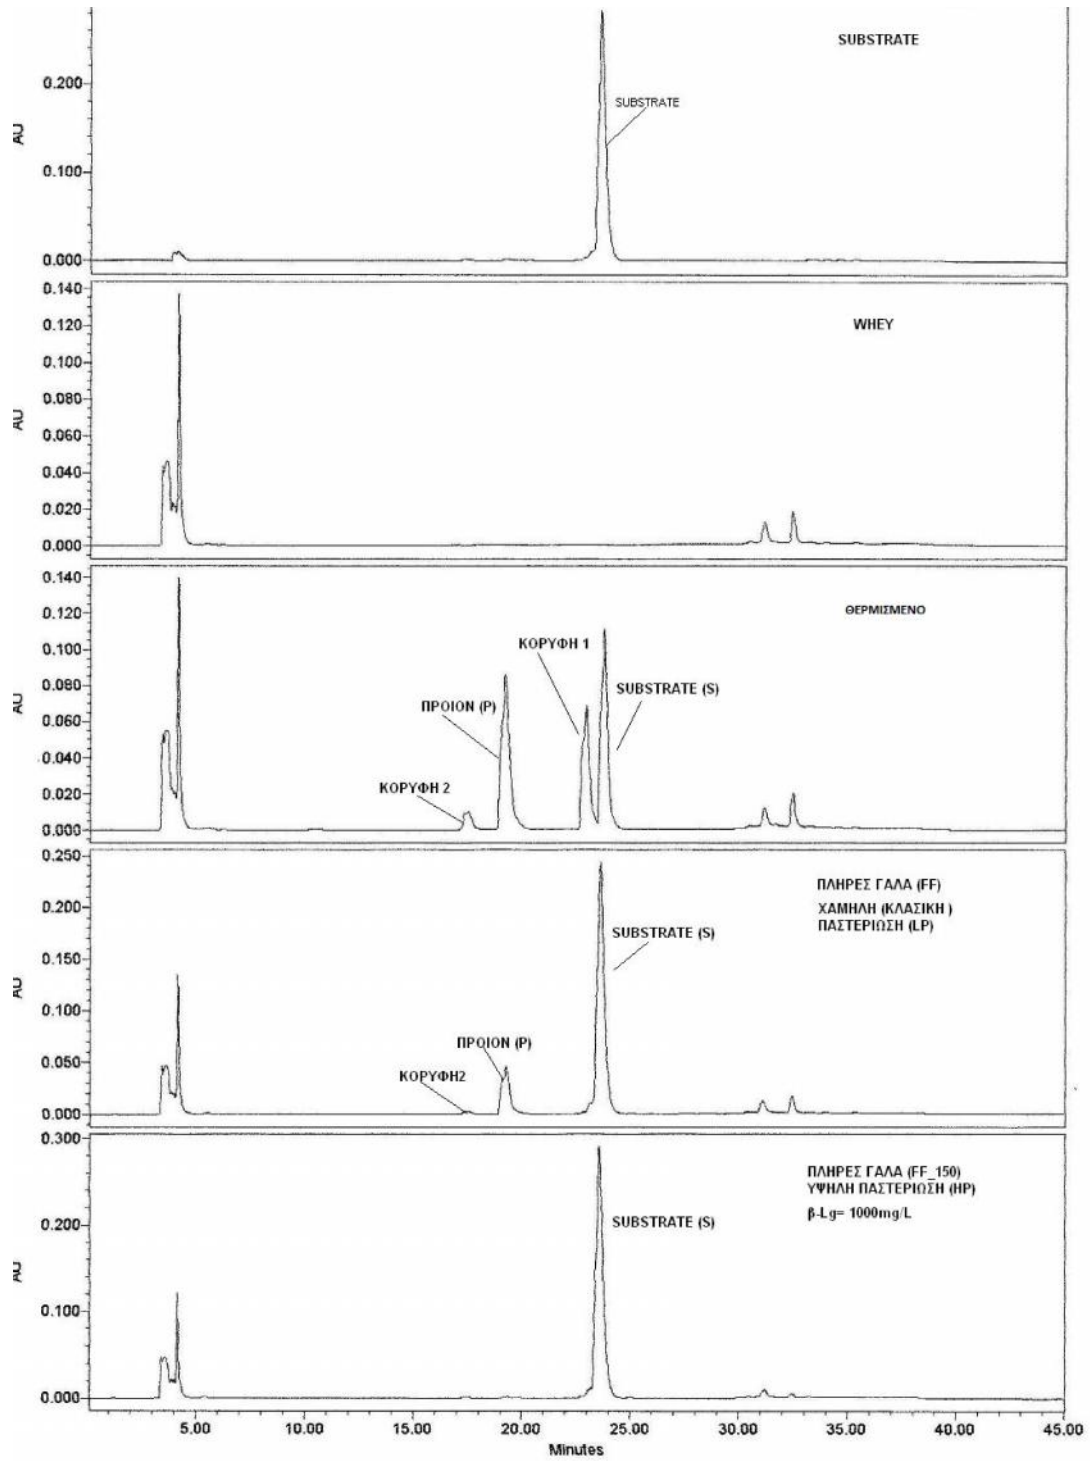 SUBSTRATE
SUBSTRATE
AU
0.200
0.100
0.000
WHEY
AU
0.140
0.120
0.100
0.080
0.060
0.040
0.020
0.000
ΘΕΡΜΙΣΜΕΝΟ
ΚΟΡΥΦΗ 1
SUBSTRATE (S)
ΠΡΟΙΟΝ (P)
ΚΟΡΥΦΗ 2
AU
0.140
0.120
0.100
0.080
0.060
0.040
0.020
0.000
ΠΛΗΡΕΣ ΓΑΛΑ (FF)
ΧΑΜΗΛΗ (ΚΛΑΣΙΚΗ )
ΠΑΣΤΕΡΙΩΣΗ (LP)
SUBSTRATE (S)
ΠΡΟΙΟΝ (P)
ΚΟΡΥΦΗ2
AU
0.250
0.200
0.150
0.100
0.050
0.000
ΠΛΗΡΕΣ ΓΑΛΑ (FF_150)
ΥΨΗΛΗ ΠΑΣΤΕΡΙΩΣΗ (HP)
β-Lg= 1000mg/L
SUBSTRATE (S)
AU
0.300
0.200
0.100
0.000
5.00 10.00 15.00 20.00 25.00 30.00 35.00 40.00 45.00
Minutes